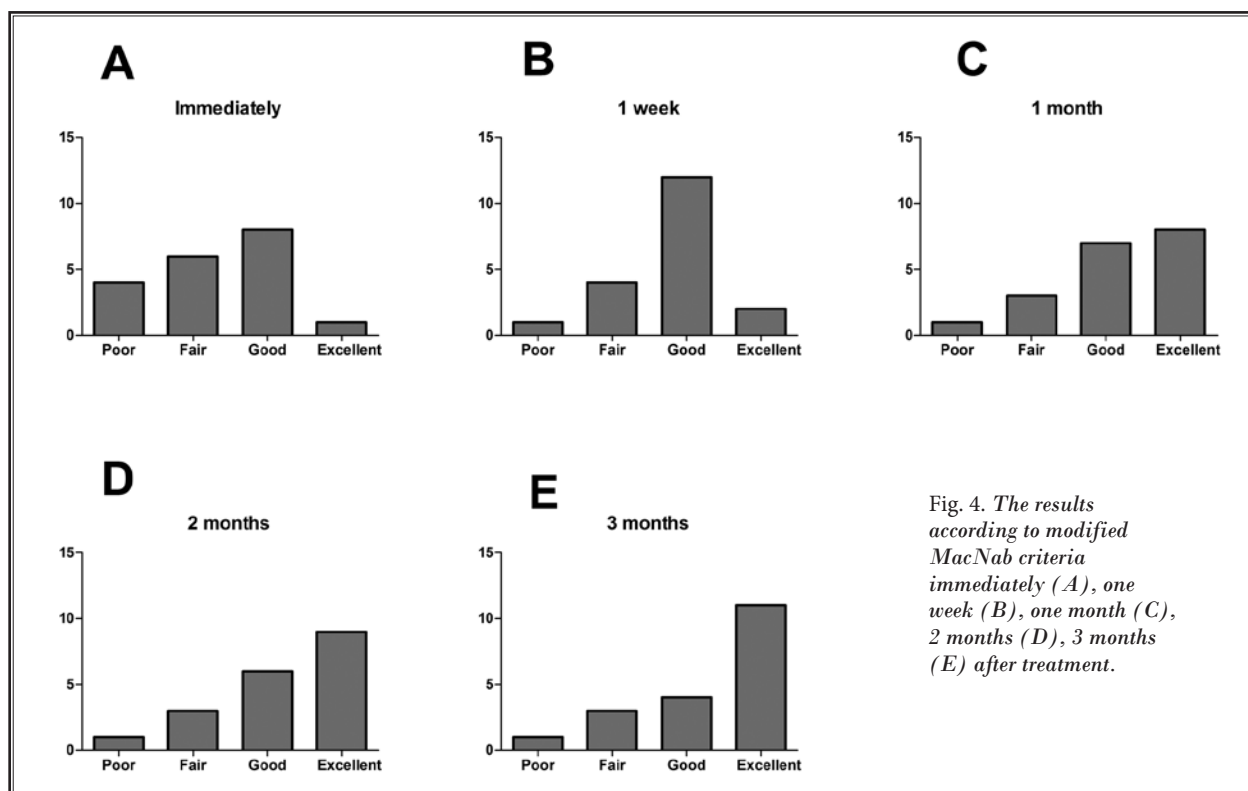 A
Immediately
15
10
5
0
Poor Fair Good Excellent
B
1 week
15
10
5
0
Poor Fair Good Excellent
C
1 month
15
10
5
0
Poor Fair Good Excellent
D
2 months
15
10
5
0
Poor Fair Good Excellent
E
3 months
15
10
5
0
Poor Fair Good Excellent
Fig. 4. The results
according to modified
MacNab criteria
immediately (A), one
week (B), one month (C),
2 months (D), 3 months
(E) after treatment.